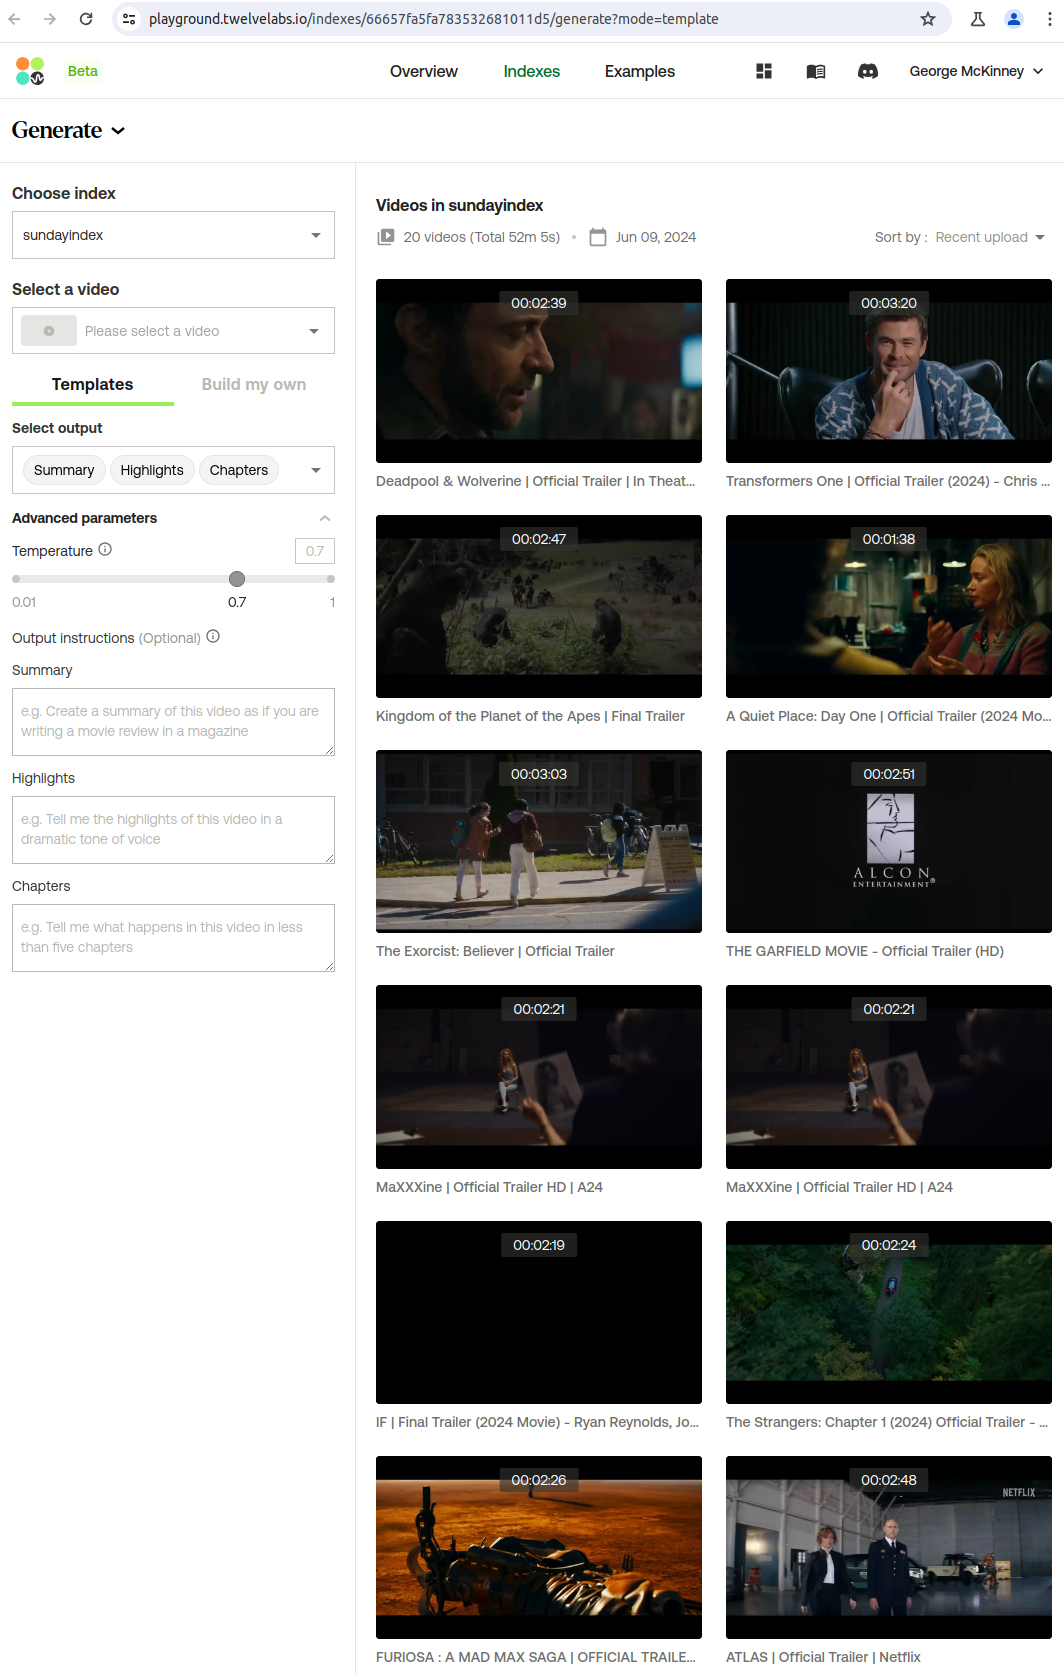 playground.twelvelabs.io/indexes/66657fa5fa783532681011d5/generate?mode=template
Beta
Overview
Indexes
Examples
George McKinney
Generate
Choose index
sundayindex
Select a video
Please select a video
Templates
Build my own
Select output
Summary
Highlights
Chapters
Advanced parameters
Temperature
0.7
0.01
0.7
1
Output instructions (Optional)
Summary
e.g. Create a summary of this video as if you are
writing a movie review in a magazine
Highlights
e.g. Tell me the highlights of this video in a
dramatic tone of voice
Chapters
e.g. Tell me what happens in this video in less
than five chapters
Videos in sundayindex
20 videos (Total 52m 5s)
Jun 09, 2024
Sort by : Recent upload
00:02:39
Deadpool & Wolverine | Official Trailer | In Theat...
00:03:20
Transformers One | Official Trailer (2024) - Chris ...
00:02:47
Kingdom of the Planet of the Apes | Final Trailer
00:01:38
A Quiet Place: Day One | Official Trailer (2024 Mo...
00:03:03
The Exorcist: Believer | Official Trailer
00:02:51
ALCON
ENTERTAINMENT®
THE GARFIELD MOVIE - Official Trailer (HD)
00:02:21
MaXXXine | Official Trailer HD | A24
00:02:21
MaXXXine | Official Trailer HD | A24
00:02:19
IF | Final Trailer (2024 Movie) - Ryan Reynolds, Jo...
00:02:24
The Strangers: Chapter 1 (2024) Official Trailer - ...
00:02:26
FURIOSA : A MAD MAX SAGA | OFFICIAL TRAILE...
00:02:48
NETFLIX
ATLAS | Official Trailer | Netflix